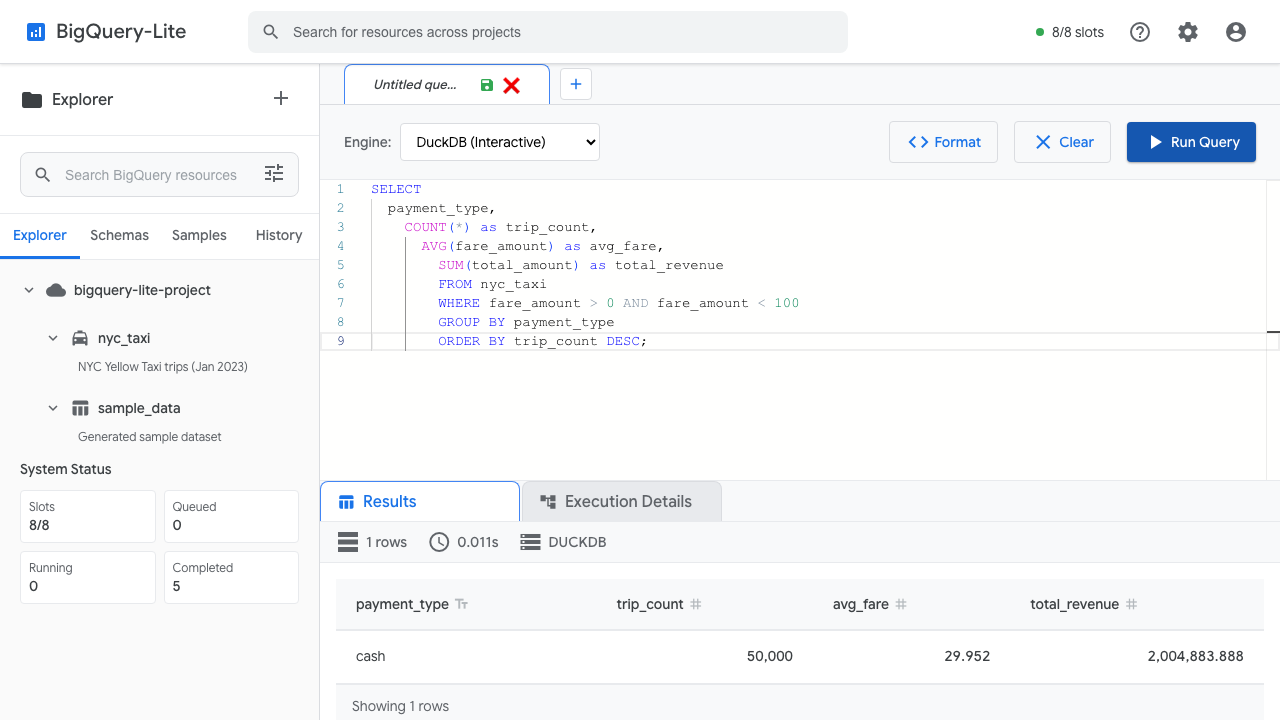 BigQuery-Lite
Search for resources across projects
8/8 slots
Explorer
Search BigQuery resources
Explorer
Schemas
Samples
History
bigquery-lite-project
nyc_taxi
NYC Yellow Taxi trips (Jan 2023)
sample_data
Generated sample dataset
System Status
Slots
8/8
Queued
0
Running
0
Completed
5
Untitled que...
Engine:
DuckDB (Interactive)
Format
Clear
Run Query
1 SELECT
2 payment_type,
3 COUNT(*) as trip_count,
4 AVG(fare_amount) as avg_fare,
5 SUM(total_amount) as total_revenue
6 FROM nyc_taxi
7 WHERE fare_amount > 0 AND fare_amount < 100
8 GROUP BY payment_type
9 ORDER BY trip_count DESC;
Results
Execution Details
1 rows
0.011s
DUCKDB
payment_type trip_count avg_fare total_revenue
cash 50,000 29.952 2,004,883.888
Showing 1 rows